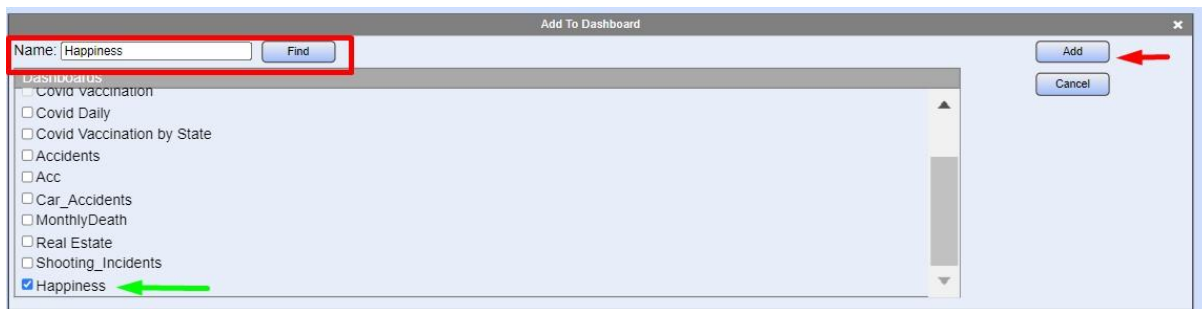 Add To Dashboard
Name: Happiness Find Add
Dashboards Cancel
Covid Vaccination
Covid Daily
Covid Vaccination by State
Accidents
Acc
Car_Accidents
MonthlyDeath
Real Estate
Shooting_Incidents
Happiness